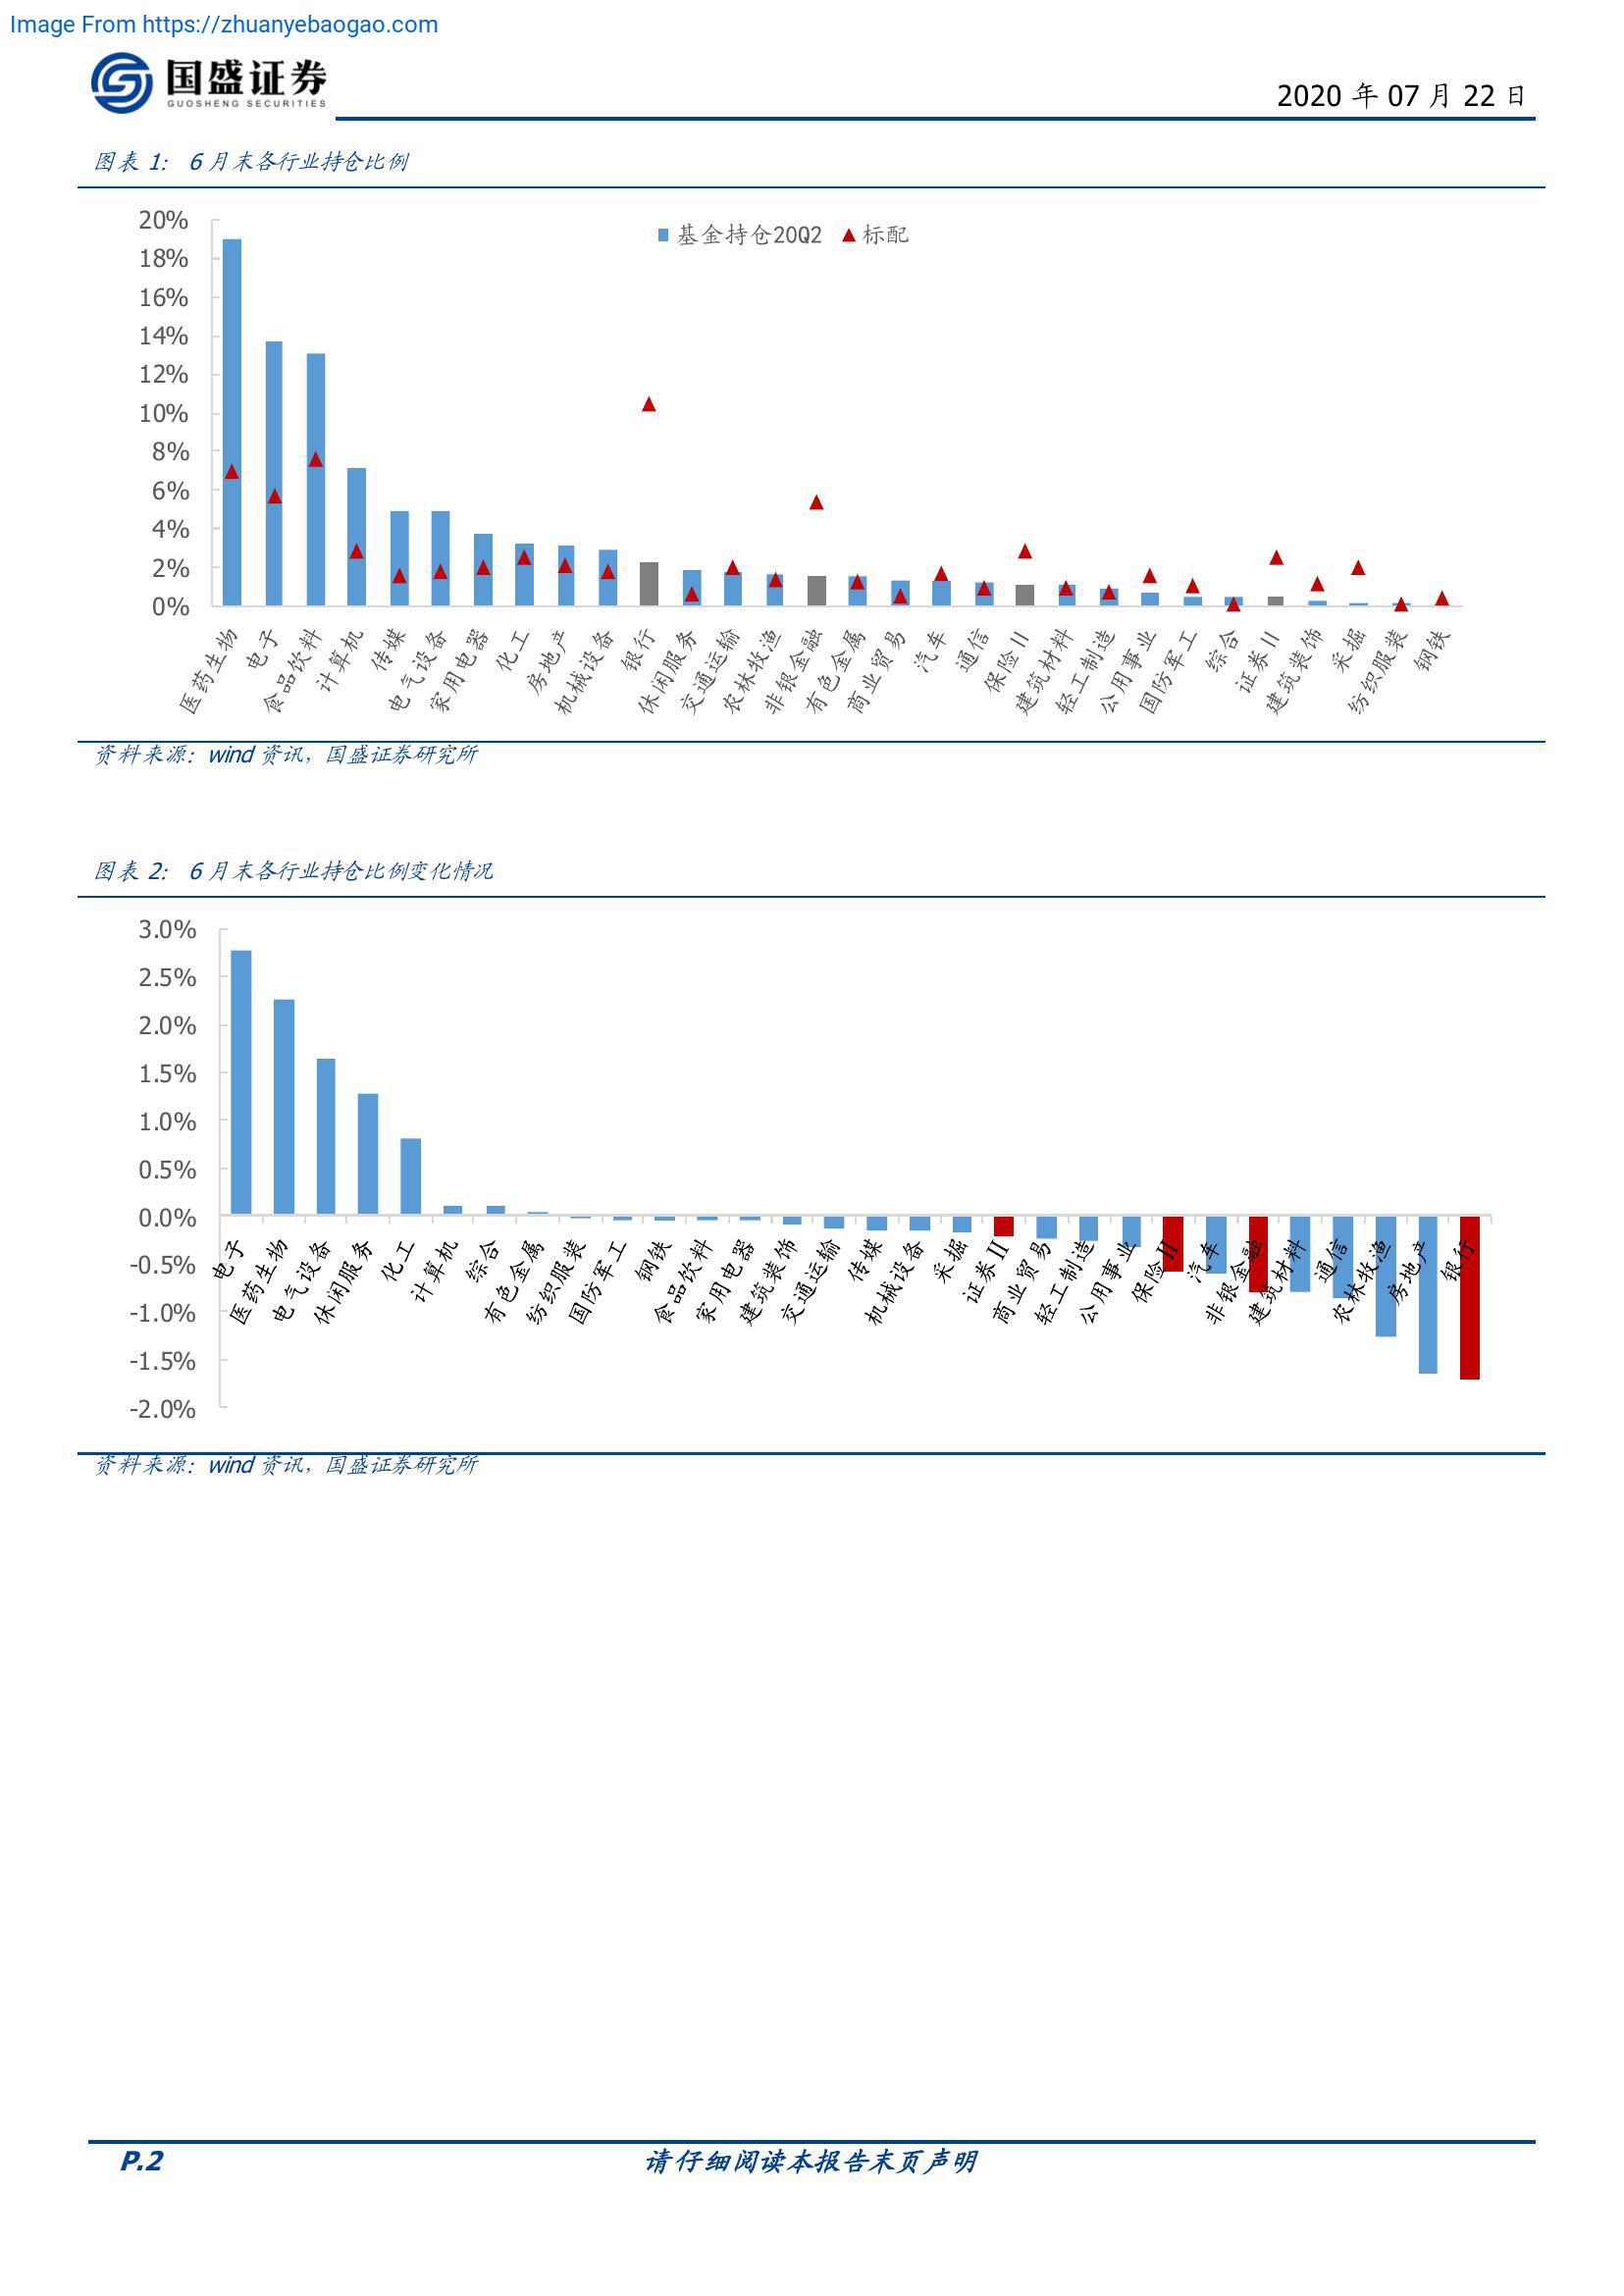 Image From https://zhuanyebaogao.com
国盛证券
GUOSHENG SECURITIES
2020 年 07 月 22 日
图表 1: 6 月末各行业持仓比例
基金持仓20Q2 标配
20%
18%
16%
14%
12%
10%
8%
6%
4%
2%
0%
医药生物
电子
食品饮料
计算机
传媒
电气设备
家用电器
化工
房地产
机械设备
银行
休闲服务
交通运输
农林牧渔
非银金融
有色金属
商业贸易
汽车
通信
保险II
建筑材料
轻工制造
公用事业
国防军工
综合
证券II
建筑装饰
采掘
纺织服装
钢铁
资料来源：wind 资讯，国盛证券研究所
图表 2: 6 月末各行业持仓比例变化情况
3.0%
2.5%
2.0%
1.5%
1.0%
0.5%
0.0%
-0.5%
-1.0%
-1.5%
-2.0%
电子
医药生物
电气设备
休闲服务
化工
计算机
综合
有色金属
纺织服装
国防军工
钢铁
食品饮料
家用电器
建筑装饰
交通运输
传媒
机械设备
采掘
证券II
商业贸易
轻工制造
公用事业
保险II
汽车
非银金融
建筑材料
通信
农林牧渔
房地产
银行
资料来源：wind 资讯，国盛证券研究所
P.2
请仔细阅读本报告末页声明